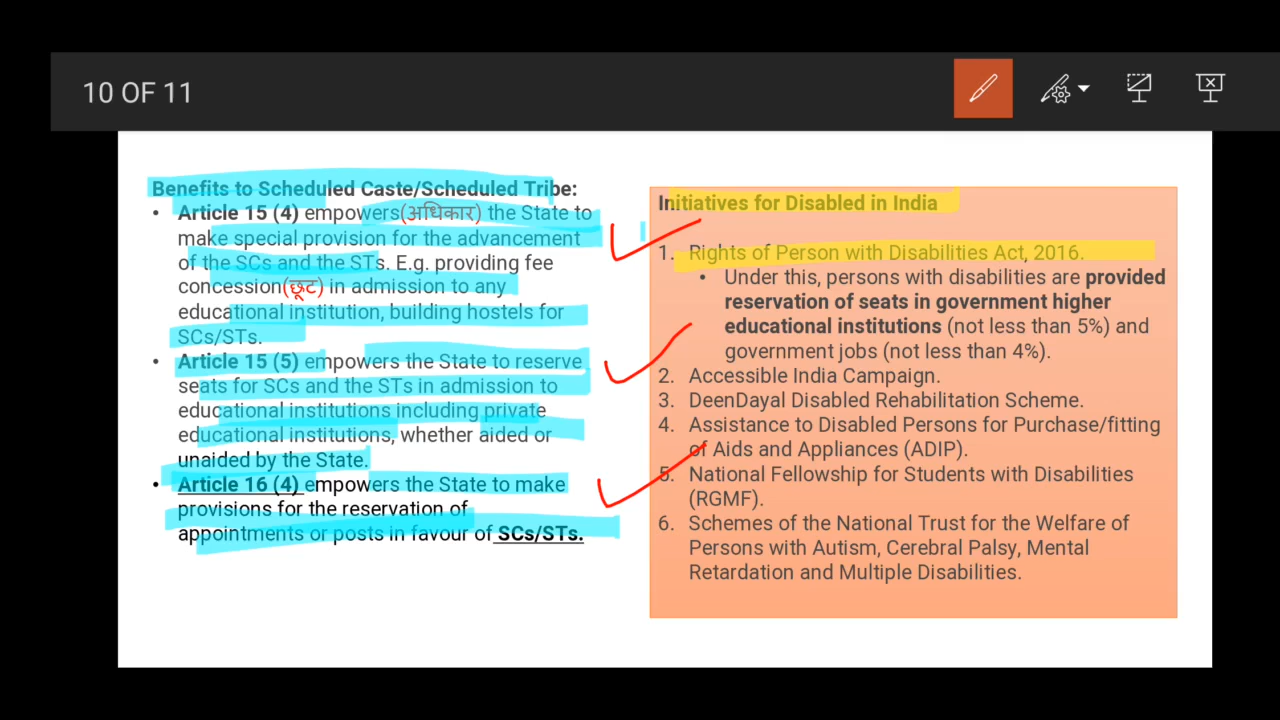 10 OF 11
Benefits to Scheduled Caste/Scheduled Tribe:
• Article 15 (4) empowers(अधिकार) the State to
make special provision for the advancement
of the SCs and the STs. E.g. providing fee
concession(छूट) in admission to any
educational institution, building hostels for
SCs/STs.
• Article 15 (5) empowers the State to reserve
seats for SCs and the STs in admission to
educational institutions including private
educational institutions, whether aided or
unaided by the State.
• Article 16 (4) empowers the State to make
provisions for the reservation of
appointments or posts in favour of SCs/STs.
Initiatives for Disabled in India
1. Rights of Person with Disabilities Act, 2016.
• Under this, persons with disabilities are provided
reservation of seats in government higher
educational institutions (not less than 5%) and
government jobs (not less than 4%).
2. Accessible India Campaign.
3. DeenDayal Disabled Rehabilitation Scheme.
4. Assistance to Disabled Persons for Purchase/fitting
of Aids and Appliances (ADIP).
5. National Fellowship for Students with Disabilities
(RGMF).
6. Schemes of the National Trust for the Welfare of
Persons with Autism, Cerebral Palsy, Mental
Retardation and Multiple Disabilities.